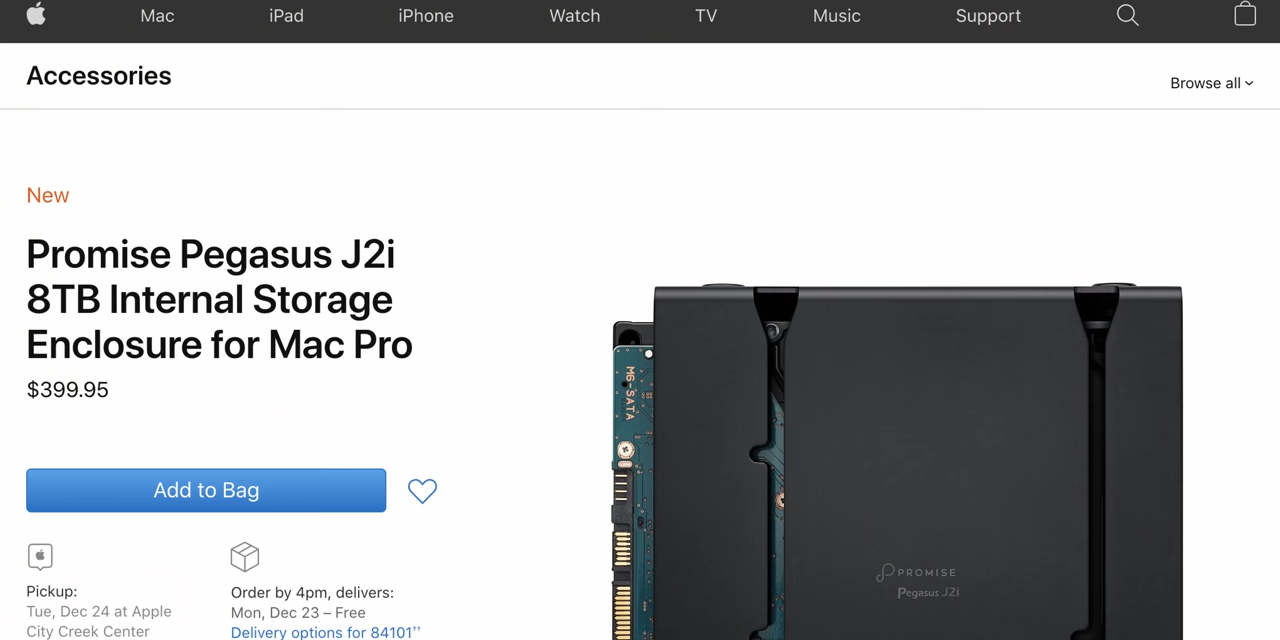 Mac iPad iPhone Watch TV Music Support
Accessories
Browse all
New
Promise Pegasus J2i
8TB Internal Storage
Enclosure for Mac Pro
$399.95
Add to Bag
Pickup:
Tue, Dec 24 at Apple
City Creek Center
Order by 4pm, delivers:
Mon, Dec 23 – Free
Delivery options for 84101††
M6-SATA
PROMISE
Pegasus J2i